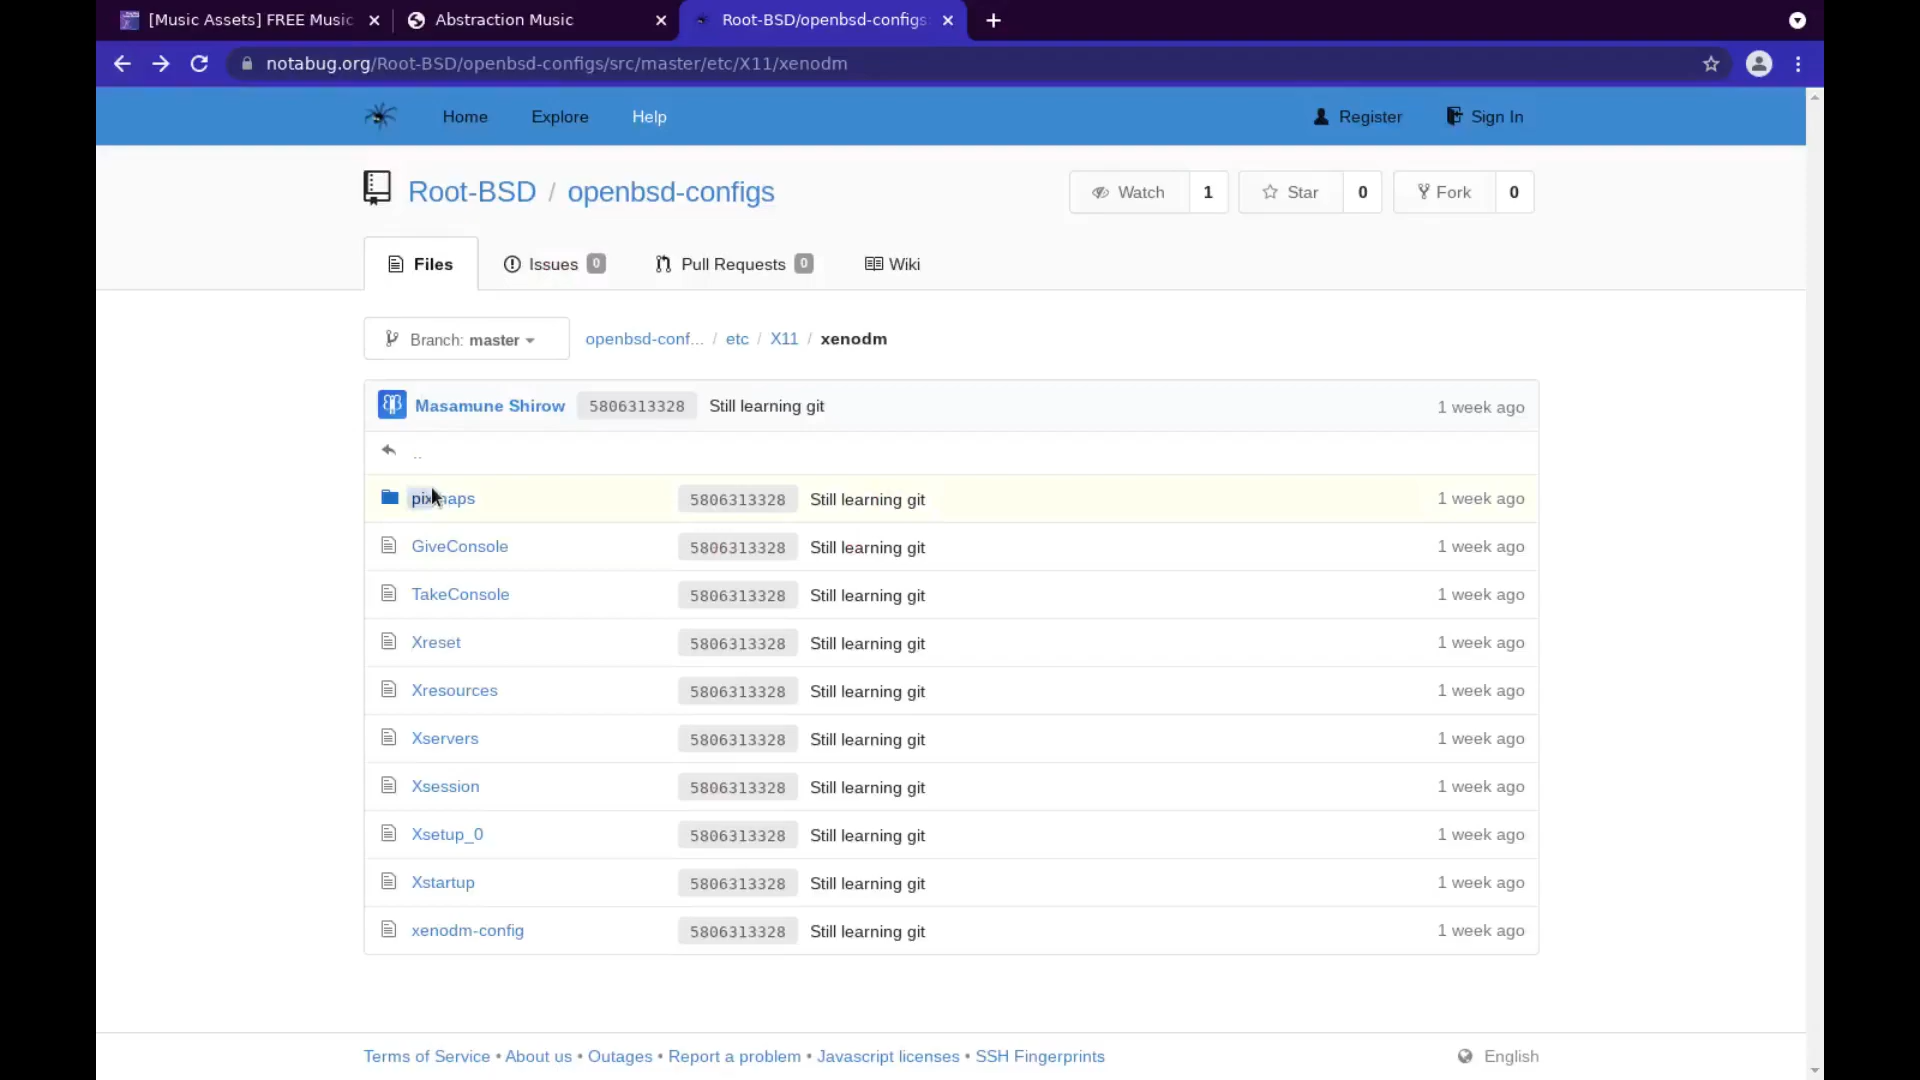 [Music Assets] FREE Music
Abstraction Music
Root-BSD/openbsd-configs
notabug.org/Root-BSD/openbsd-configs/src/master/etc/X11/xenodm
Home Explore Help Register Sign In
Root-BSD / openbsd-configs
Watch 1 Star 0 Fork 0
Files Issues 0 Pull Requests 0 Wiki
Branch: master openbsd-conf... / etc / X11 / xenodm
Masamune Shirow 5806313328 Still learning git 1 week ago
..
pixmaps 5806313328 Still learning git 1 week ago
GiveConsole 5806313328 Still learning git 1 week ago
TakeConsole 5806313328 Still learning git 1 week ago
Xreset 5806313328 Still learning git 1 week ago
Xresources 5806313328 Still learning git 1 week ago
Xservers 5806313328 Still learning git 1 week ago
Xsession 5806313328 Still learning git 1 week ago
Xsetup_0 5806313328 Still learning git 1 week ago
Xstartup 5806313328 Still learning git 1 week ago
xenodm-config 5806313328 Still learning git 1 week ago
Terms of Service • About us • Outages • Report a problem • Javascript licenses • SSH Fingerprints English